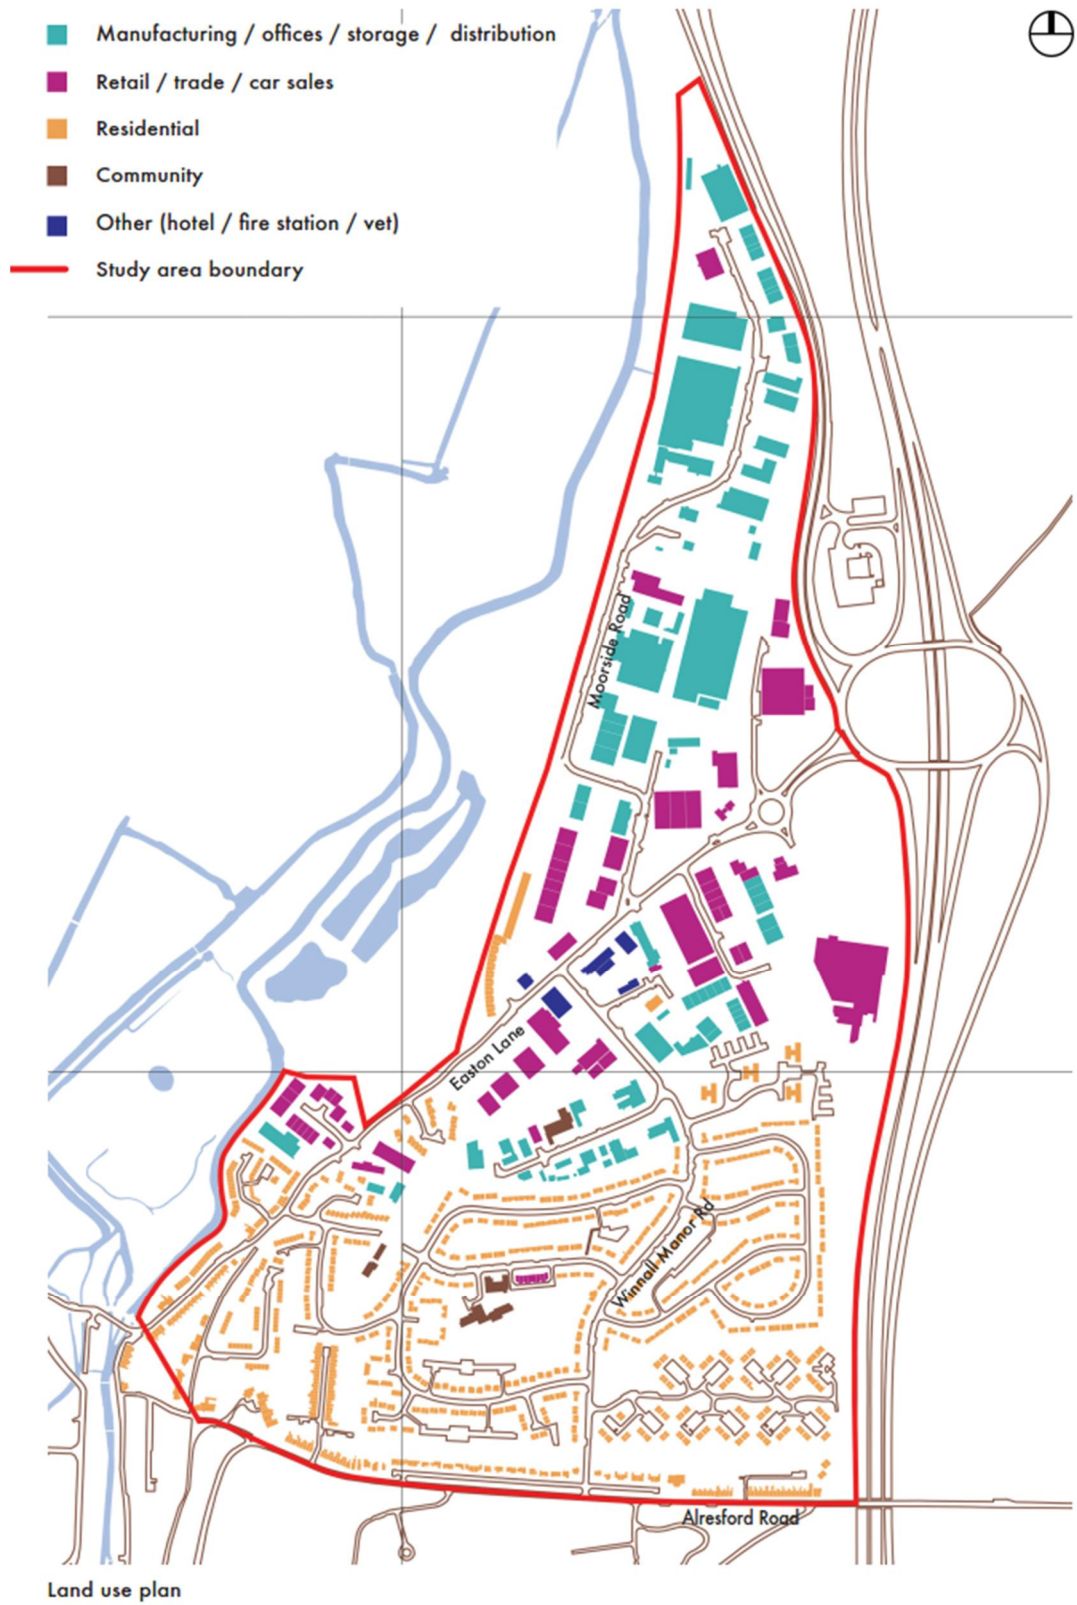 Manufacturing / offices / storage / distribution
Retail / trade / car sales
Residential
Community
Other (hotel / fire station / vet)
Study area boundary
Moorside Road
Easton Lane
Winnall Manor Rd
Alresford Road
Land use plan